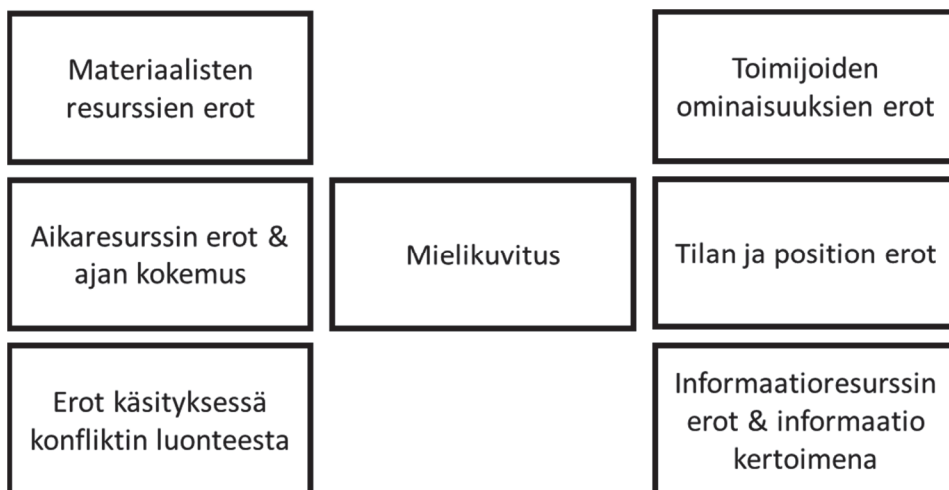 Materiaalisten
resurssien erot
Toimijoiden
ominaisuuksien erot
Aikaresurssin erot &
ajan kokemus
Mielikuvitus
Tilan ja position erot
Erot käsityksessä
konfliktin luonteesta
Informaatioresurssin
erot & informaatio
kertoimena